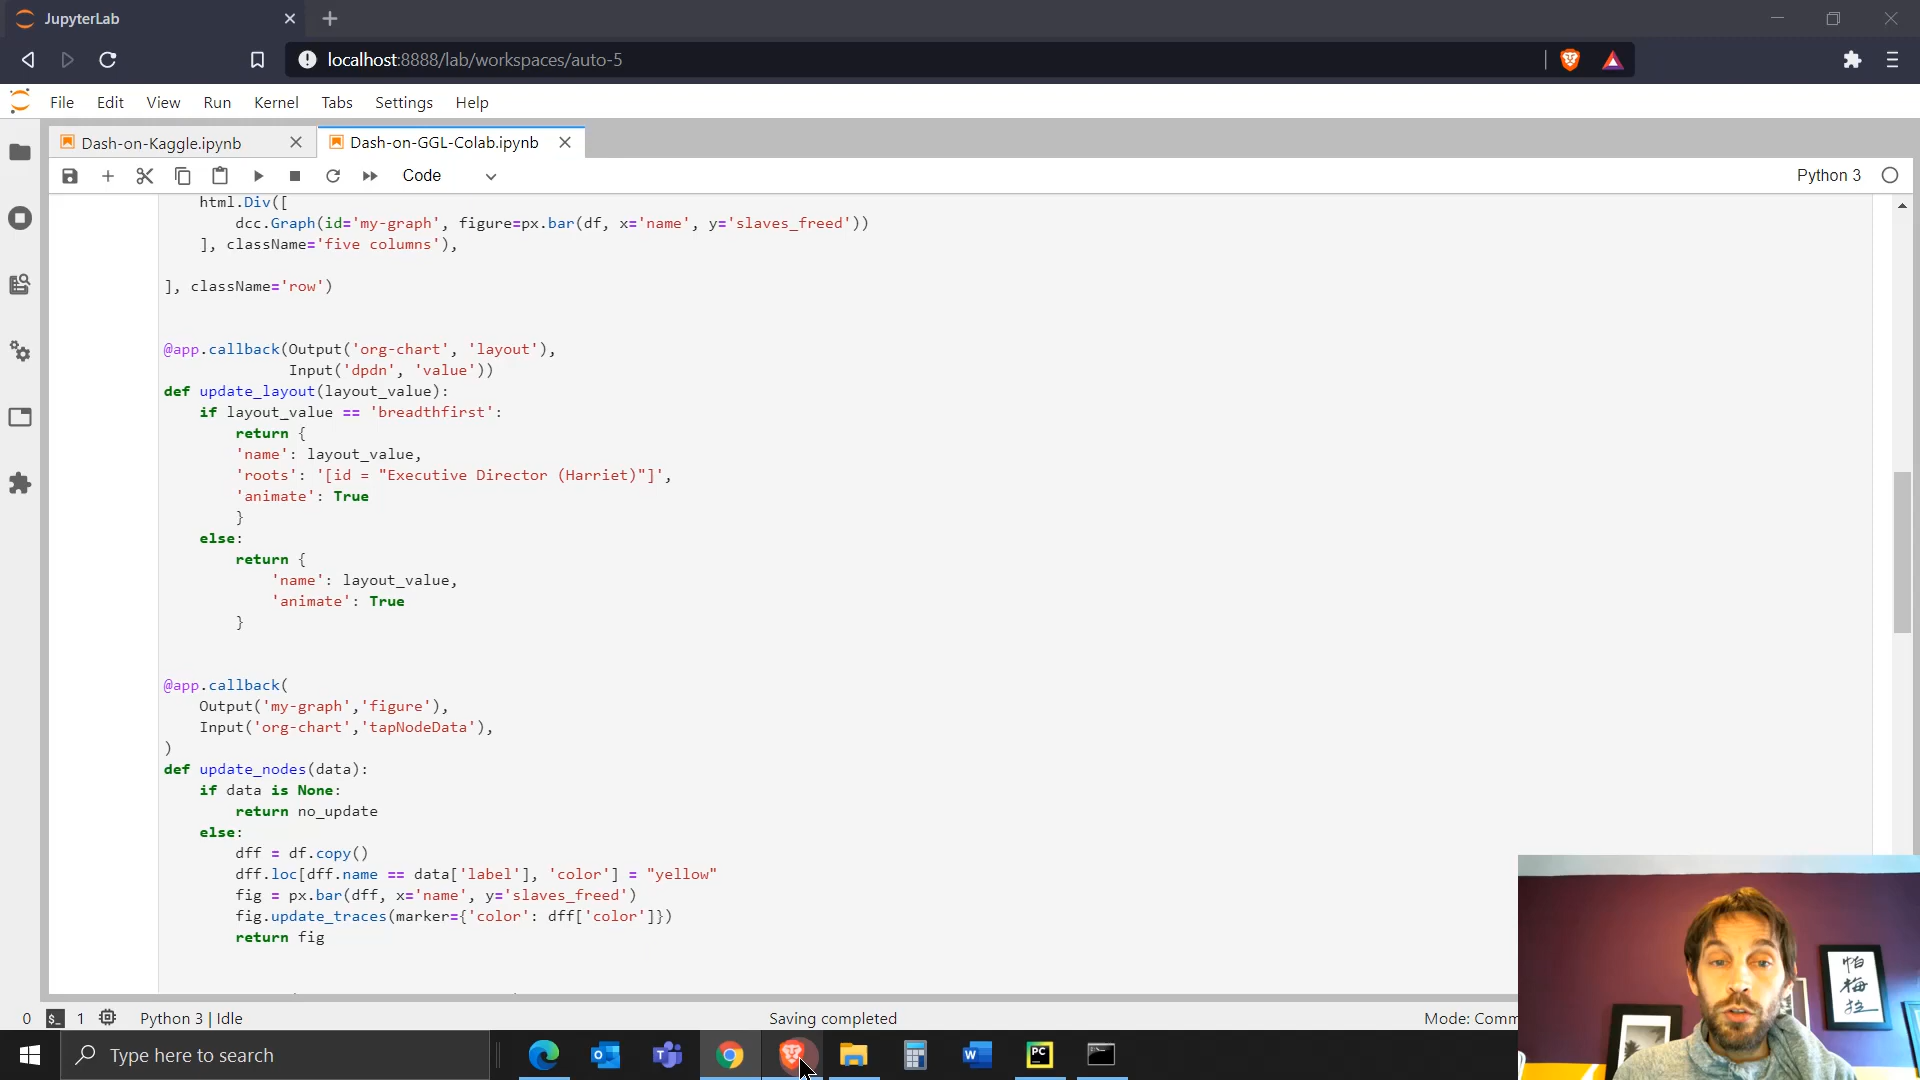 JupyterLab
localhost:8888/lab/workspaces/auto-5
File Edit View Run Kernel Tabs Settings Help
Dash-on-Kaggle.ipynb
Dash-on-GGL-Colab.ipynb
Code
Python 3
html.Div([
dcc.Graph(id='my-graph', figure=px.bar(df, x='name', y='slaves_freed'))
], className='five columns'),
], className='row')
@app.callback(Output('org-chart', 'layout'),
Input('dpdn', 'value'))
def update_layout(layout_value):
if layout_value == 'breadthfirst':
return {
'name': layout_value,
'roots': '[id = "Executive Director (Harriet)"]',
'animate': True
}
else:
return {
'name': layout_value,
'animate': True
}
@app.callback(
Output('my-graph','figure'),
Input('org-chart','tapNodeData'),
)
def update_nodes(data):
if data is None:
return no_update
else:
dff = df.copy()
dff.loc[dff.name == data['label'], 'color'] = "yellow"
fig = px.bar(dff, x='name', y='slaves_freed')
fig.update_traces(marker={'color': dff['color']})
return fig
0 1 Python 3 | Idle
Saving completed
Mode: Comm
Type here to search